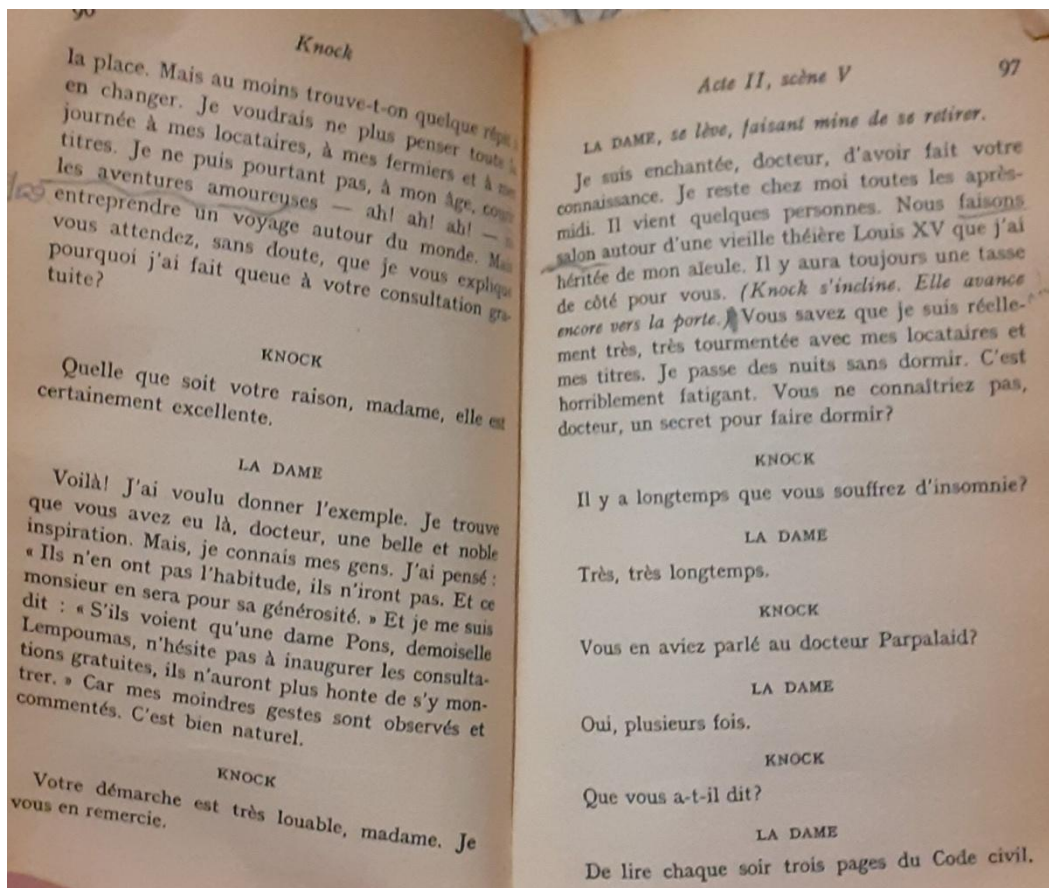 Knock
la place. Mais au moins trouve-t-on quelque
en changer. Je voudrais ne plus penser toute
journée à mes locataires, à mes fermiers et à
titres. Je ne puis pourtant pas, à mon âge,
les aventures amoureuses — ah! ah! ah! —
entreprendre un voyage autour du monde.
vous attendez, sans doute, que je vous explique
pourquoi j'ai fait queue à votre consultation gra-
tuite?
KNOCK
Quelle que soit votre raison, madame, elle est
certainement excellente.
LA DAME
Voilà! J'ai voulu donner l'exemple. Je trouve
que vous avez eu là, docteur, une belle et noble
inspiration. Mais, je connais mes gens. J'ai pensé :
« Ils n'en ont pas l'habitude, ils n'iront pas. Et ce
monsieur en sera pour sa générosité. » Et je me suis
dit : « S'ils voient qu'une dame Pons, demoiselle
Lempoumas, n'hésite pas à inaugurer les consulta-
tions gratuites, ils n'auront plus honte de s'y mon-
trer. » Car mes moindres gestes sont observés et
commentés. C'est bien naturel.
KNOCK
Votre démarche est très louable, madame. Je
vous en remercie.
Acte II, scène V
97
LA DAME, se lève, faisant mine de se retirer.
Je suis enchantée, docteur, d'avoir fait votre
connaissance. Je reste chez moi toutes les après-
midi. Il vient quelques personnes. Nous faisons
salon autour d'une vieille théière Louis XV que j'ai
héritée de mon aïeule. Il y aura toujours une tasse
de côté pour vous. (Knock s'incline. Elle avance
encore vers la porte.) Vous savez que je suis réelle-
ment très, très tourmentée avec mes locataires et
mes titres. Je passe des nuits sans dormir. C'est
horriblement fatigant. Vous ne connaîtriez pas,
docteur, un secret pour faire dormir?
KNOCK
Il y a longtemps que vous souffrez d'insomnie?
LA DAME
Très, très longtemps.
KNOCK
Vous en aviez parlé au docteur Parpalaid?
LA DAME
Oui, plusieurs fois.
KNOCK
Que vous a-t-il dit?
LA DAME
De lire chaque soir trois pages du Code civil.